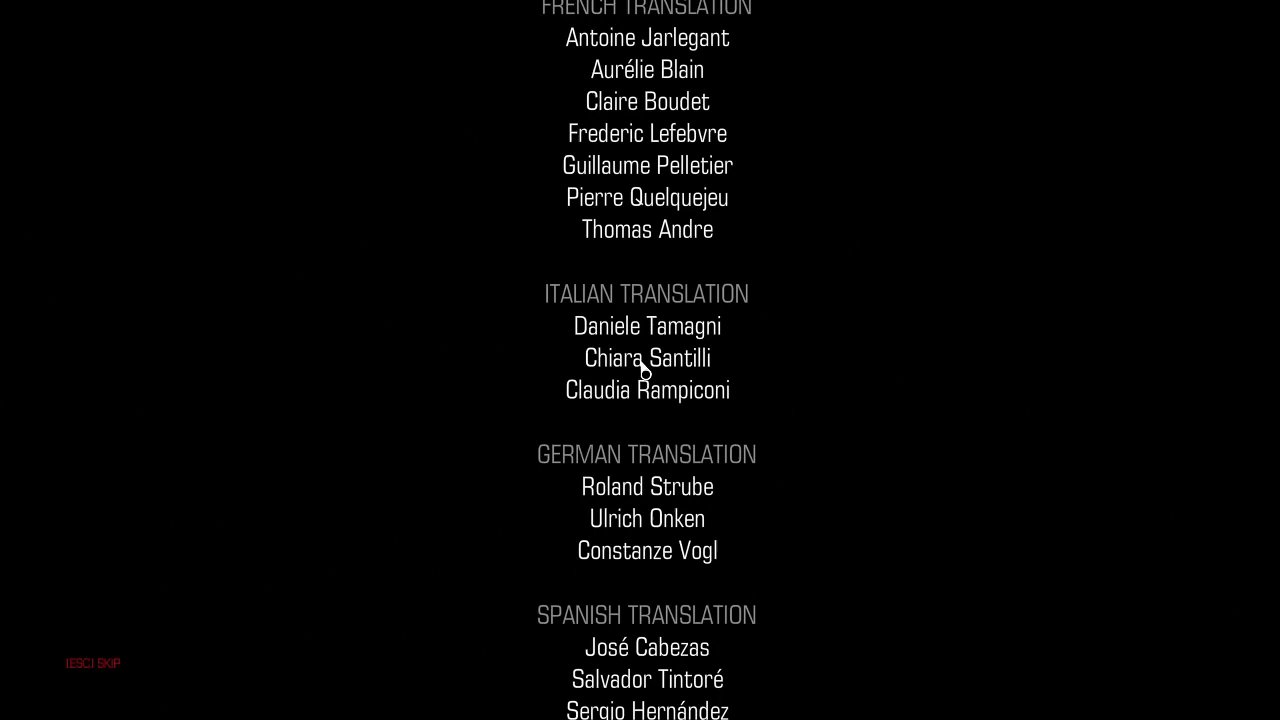 FRENCH TRANSLATION
Antoine Jarlegant
Aurélie Blain
Claire Boudet
Frederic Lefebvre
Guillaume Pelletier
Pierre Quelquejeu
Thomas Andre
ITALIAN TRANSLATION
Daniele Tamagni
Chiara Santilli
Claudia Rampiconi
GERMAN TRANSLATION
Roland Strube
Ulrich Onken
Constanze Vogl
SPANISH TRANSLATION
José Cabezas
[ESC] SKIP
Salvador Tintoré
Sergio Hernández